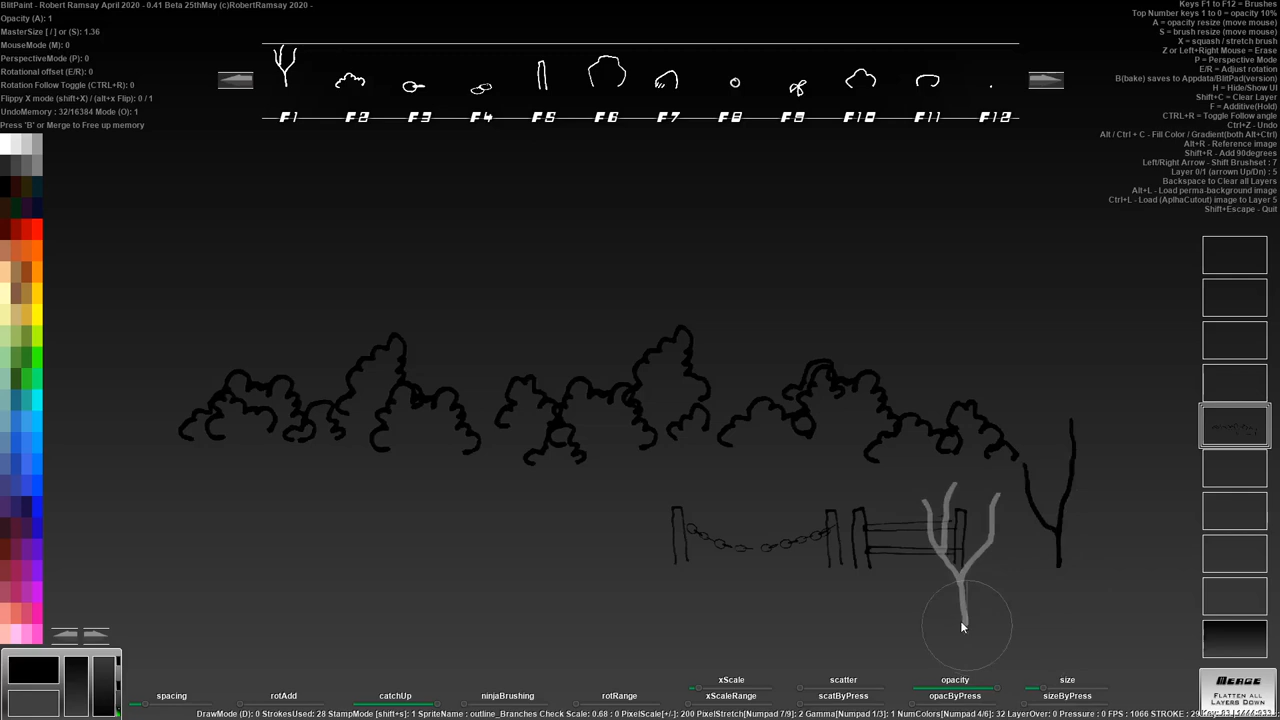 BlitPaint - Robert Ramsay April 2020 - 0.41 Beta 25thMay (c)RobertRamsay 2020 -
Opacity (A): 1
MasterSize [ / ] or (S): 1.36
MouseMode (M): 0
PerspectiveMode (P): 0
Rotational offset (E/R): 0
Rotation Follow Toggle (CTRL+R): 0
Flippy X mode (shift+X) / (alt+x Flip): 0 / 1
UndoMemory : 32/16384 Mode (O): 1
Press 'B' or Merge to Free up memory
Keys F1 to F12 = Brushes
Top Number keys 1 to 0 = opacity 10%
A = opacity resize (move mouse)
S = brush resize (move mouse)
X = squash / stretch brush
Z or Left+Right Mouse = Erase
P = Perspective Mode
E/R = Adjust rotation
B(bake) saves to Appdata/BlitPad(version)
H = Hide/Show UI
Shift+C = Clear Layer
F = Additive(Hold)
CTRL+R = Toggle Follow angle
Ctrl+Z - Undo
Alt / Ctrl + C - Fill Color / Gradient(both Alt+Ctrl)
Alt+R - Reference image
Shift+R - Add 90degrees
Left/Right Arrow - Shift Brushset : 7
Layer 0/1 (arrown Up/Dn) : 5
Backspace to Clear all Layers
Alt+L - Load perma-background image
Ctrl+L - Load (AplhaCutout) image to Layer 5
Shift+Escape - Quit
F1 F2 F3 F4 F5 F6 F7 F8 F9 F10 F11 F12
xScale scatter opacity size
spacing rotAdd catchUp ninjaBrushing rotRange xScaleRange scatByPress opacByPress sizeByPress
MERGE
FLATTEN ALL
LAYERS DOWN
DrawMode (D): 0 StrokesUsed: 28 StampMode [shift+s]: 1 SpriteName : outline_Branches Check Scale: 0.68 : 0 PixelScale[+/-]: 200 PixelStretch[Numpad 7/9]: 2 Gamma[Numpad 1/3]: 1 NumColors[Numpad 4/6]: 32 LayerOver: 0 Pressure : 0 FPS : 1066 STROKE :